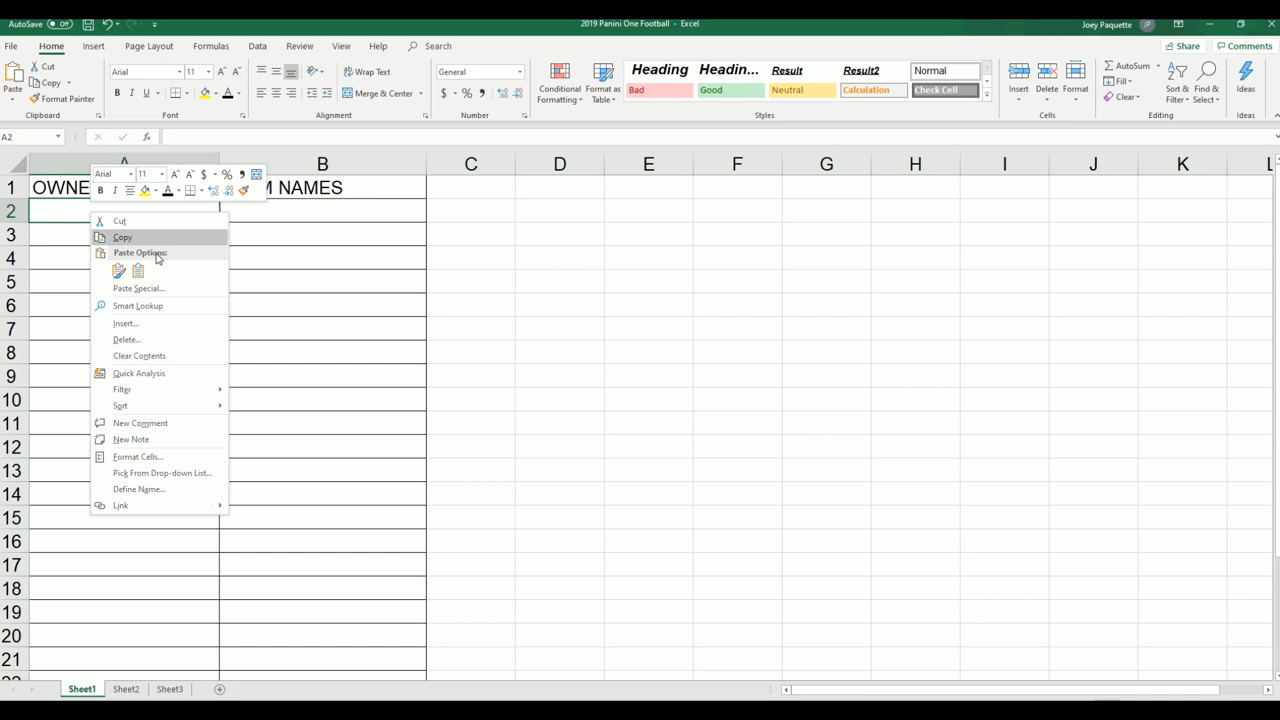 AutoSave Off 2019 Panini One Football - Excel Joey Paquette JP
File Home Insert Page Layout Formulas Data Review View Help Search Share Comments
Paste Cut Copy Format Painter Clipboard
Arial 11 A A B I U A Font
Wrap Text Merge & Center Alignment
General $ % , Number
Conditional Formatting Format as Table
Heading Headin... Result Result2 Normal
Bad Good Neutral Calculation Check Cell
Styles
Insert Delete Format Cells
AutoSum Fill Clear Sort & Filter Find & Select Editing
Ideas Ideas
A2 fx
A B C D E F G H I J K L
Arial 11 A A $ % ,
B I A
1 OWNE M NAMES
2
3
4
5
6
7
8
9
10
11
12
13
14
15
16
17
18
19
20
21
Cut
Copy
Paste Options:
Paste Special...
Smart Lookup
Insert...
Delete...
Clear Contents
Quick Analysis
Filter
Sort
New Comment
New Note
Format Cells...
Pick From Drop-down List...
Define Name...
Link
Sheet1 Sheet2 Sheet3